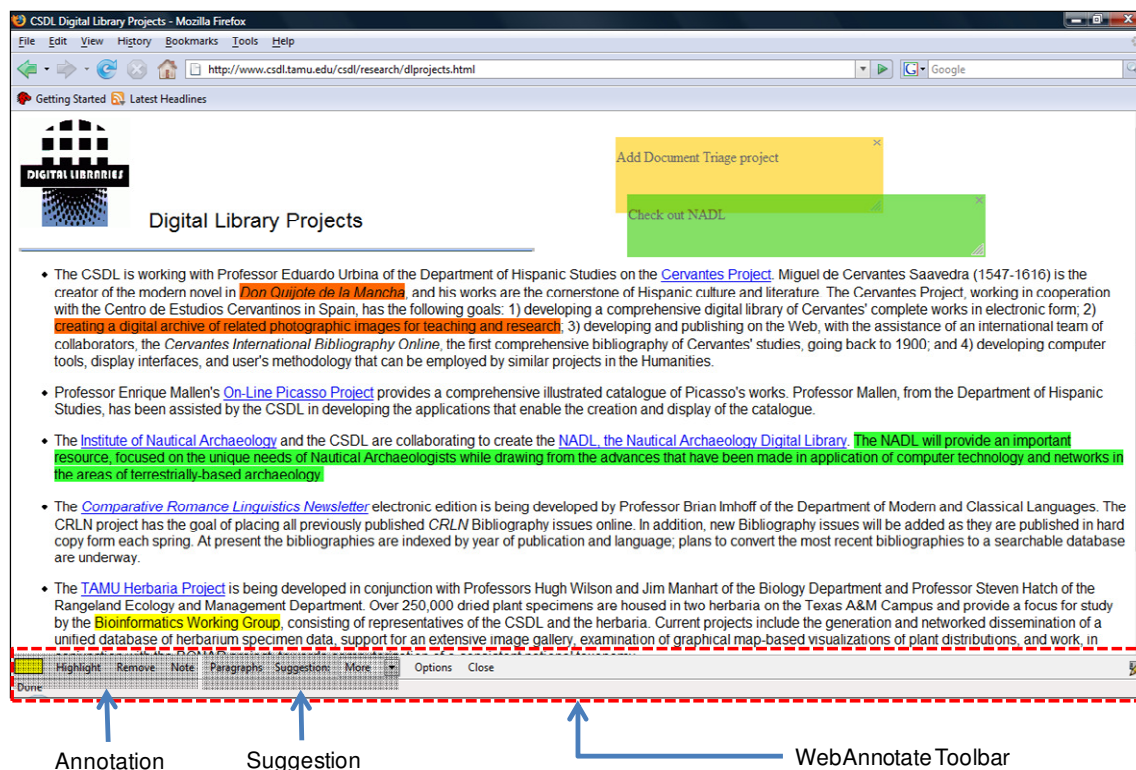 CSDL Digital Library Projects - Mozilla Firefox
File Edit View History Bookmarks Tools Help
http://www.csdl.tamu.edu/csdl/research/dlprojects.html
G Google
Getting Started Latest Headlines
DIGITAL LIBRARIES
Digital Library Projects
Add Document Triage project
Check out NADL
• The CSDL is working with Professor Eduardo Urbina of the Department of Hispanic Studies on the Cervantes Project. Miguel de Cervantes Saavedra (1547-1616) is the
creator of the modern novel in Don Quijote de la Mancha, and his works are the cornerstone of Hispanic culture and literature. The Cervantes Project, working in cooperation
with the Centro de Estudios Cervantinos in Spain, has the following goals: 1) developing a comprehensive digital library of Cervantes' complete works in electronic form; 2)
creating a digital archive of related photographic images for teaching and research; 3) developing and publishing on the Web, with the assistance of an international team of
collaborators, the Cervantes International Bibliography Online, the first comprehensive bibliography of Cervantes' studies, going back to 1900; and 4) developing computer
tools, display interfaces, and user's methodology that can be employed by similar projects in the Humanities.
• Professor Enrique Mallen's On-Line Picasso Project provides a comprehensive illustrated catalogue of Picasso's works. Professor Mallen, from the Department of Hispanic
Studies, has been assisted by the CSDL in developing the applications that enable the creation and display of the catalogue.
• The Institute of Nautical Archaeology and the CSDL are collaborating to create the NADL, the Nautical Archaeology Digital Library. The NADL will provide an important
resource, focused on the unique needs of Nautical Archaeologists while drawing from the advances that have been made in application of computer technology and networks in
the areas of terrestrially-based archaeology.
• The Comparative Romance Linguistics Newsletter electronic edition is being developed by Professor Brian Imhoff of the Department of Modern and Classical Languages. The
CRLN project has the goal of placing all previously published CRLN Bibliography issues online. In addition, new Bibliography issues will be added as they are published in hard
copy form each spring. At present the bibliographies are indexed by year of publication and language; plans to convert the most recent bibliographies to a searchable database
are underway.
• The TAMU Herbaria Project is being developed in conjunction with Professors Hugh Wilson and Jim Manhart of the Biology Department and Professor Steven Hatch of the
Rangeland Ecology and Management Department. Over 250,000 dried plant specimens are housed in two herbaria on the Texas A&M Campus and provide a focus for study
by the Bioinformatics Working Group, consisting of representatives of the CSDL and the herbaria. Current projects include the generation and networked dissemination of a
unified database of herbarium specimen data, support for an extensive image gallery, examination of graphical map-based visualizations of plant distributions, and work, in
Highlight Remove Note Paragraphs Suggestion: More Options Close
Done
Annotation Suggestion WebAnnotate Toolbar